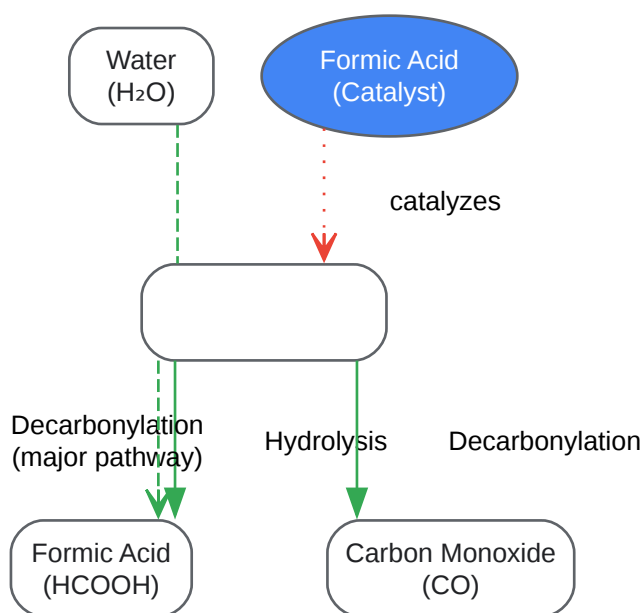 Water
(H₂O)
Formic Acid
(Catalyst)
catalyzes
Decarbonylation
(major pathway)
Hydrolysis
Decarbonylation
Formic Acid
(HCOOH)
Carbon Monoxide
(CO)